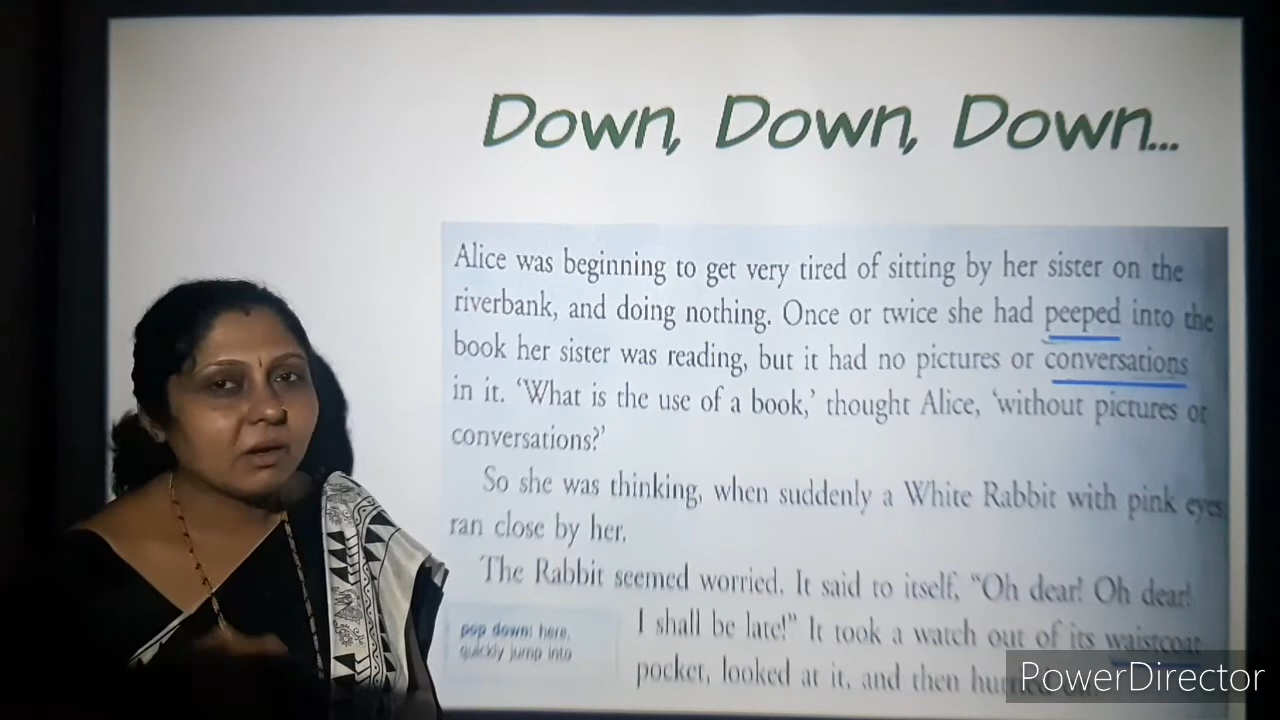 Down, Down, Down...
Alice was beginning to get very tired of sitting by her sister on the
riverbank, and doing nothing. Once or twice she had peeped into the
book her sister was reading, but it had no pictures or conversations
in it. ‘What is the use of a book,’ thought Alice, ‘without pictures or
conversations?’
So she was thinking, when suddenly a White Rabbit with pink eyes
ran close by her.
The Rabbit seemed worried. It said to itself, “Oh dear! Oh dear!
I shall be late!” It took a watch out of its waistcoat
pocket, looked at it, and then
pop down: here,
quickly jump into
PowerDirector